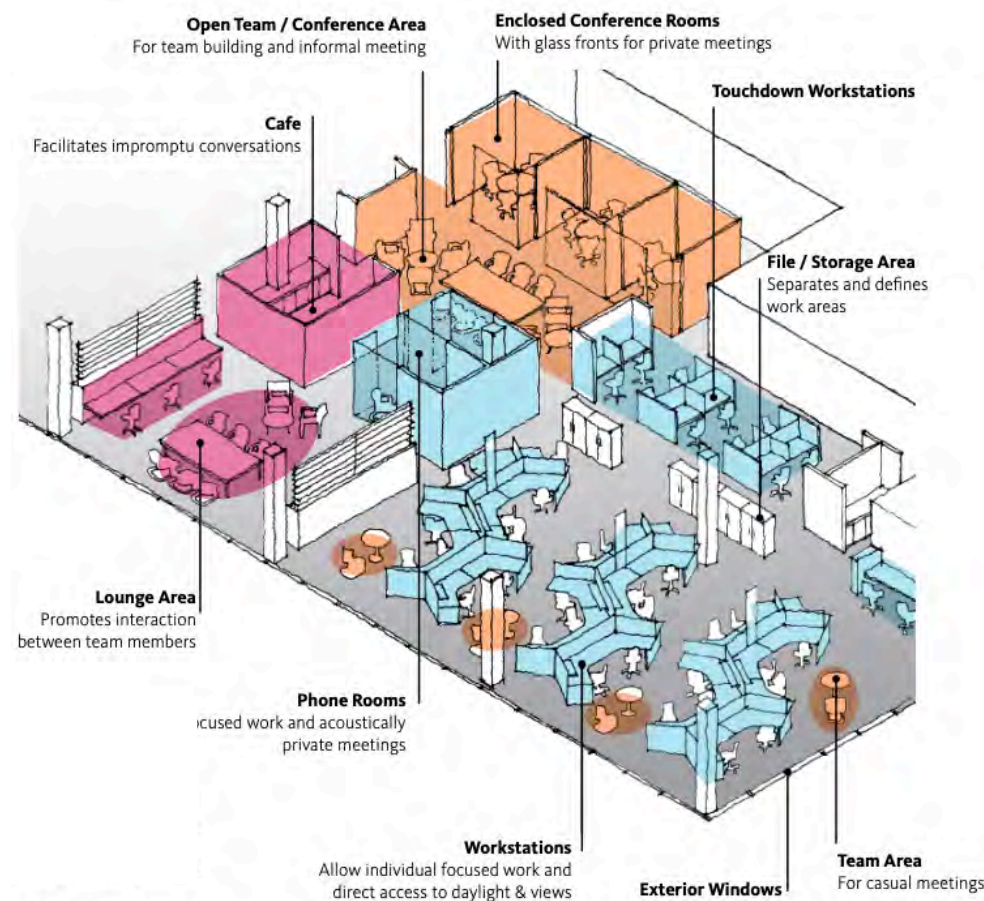 Open Team / Conference Area
For team building and informal meeting
Enclosed Conference Rooms
With glass fronts for private meetings
Touchdown Workstations
Cafe
Facilitates impromptu conversations
File / Storage Area
Separates and defines
work areas
Lounge Area
Promotes interaction
between team members
Phone Rooms
work and acoustically
private meetings
Workstations
Allow individual focused work and
direct access to daylight & views
Exterior Windows
Team Area
For casual meetings